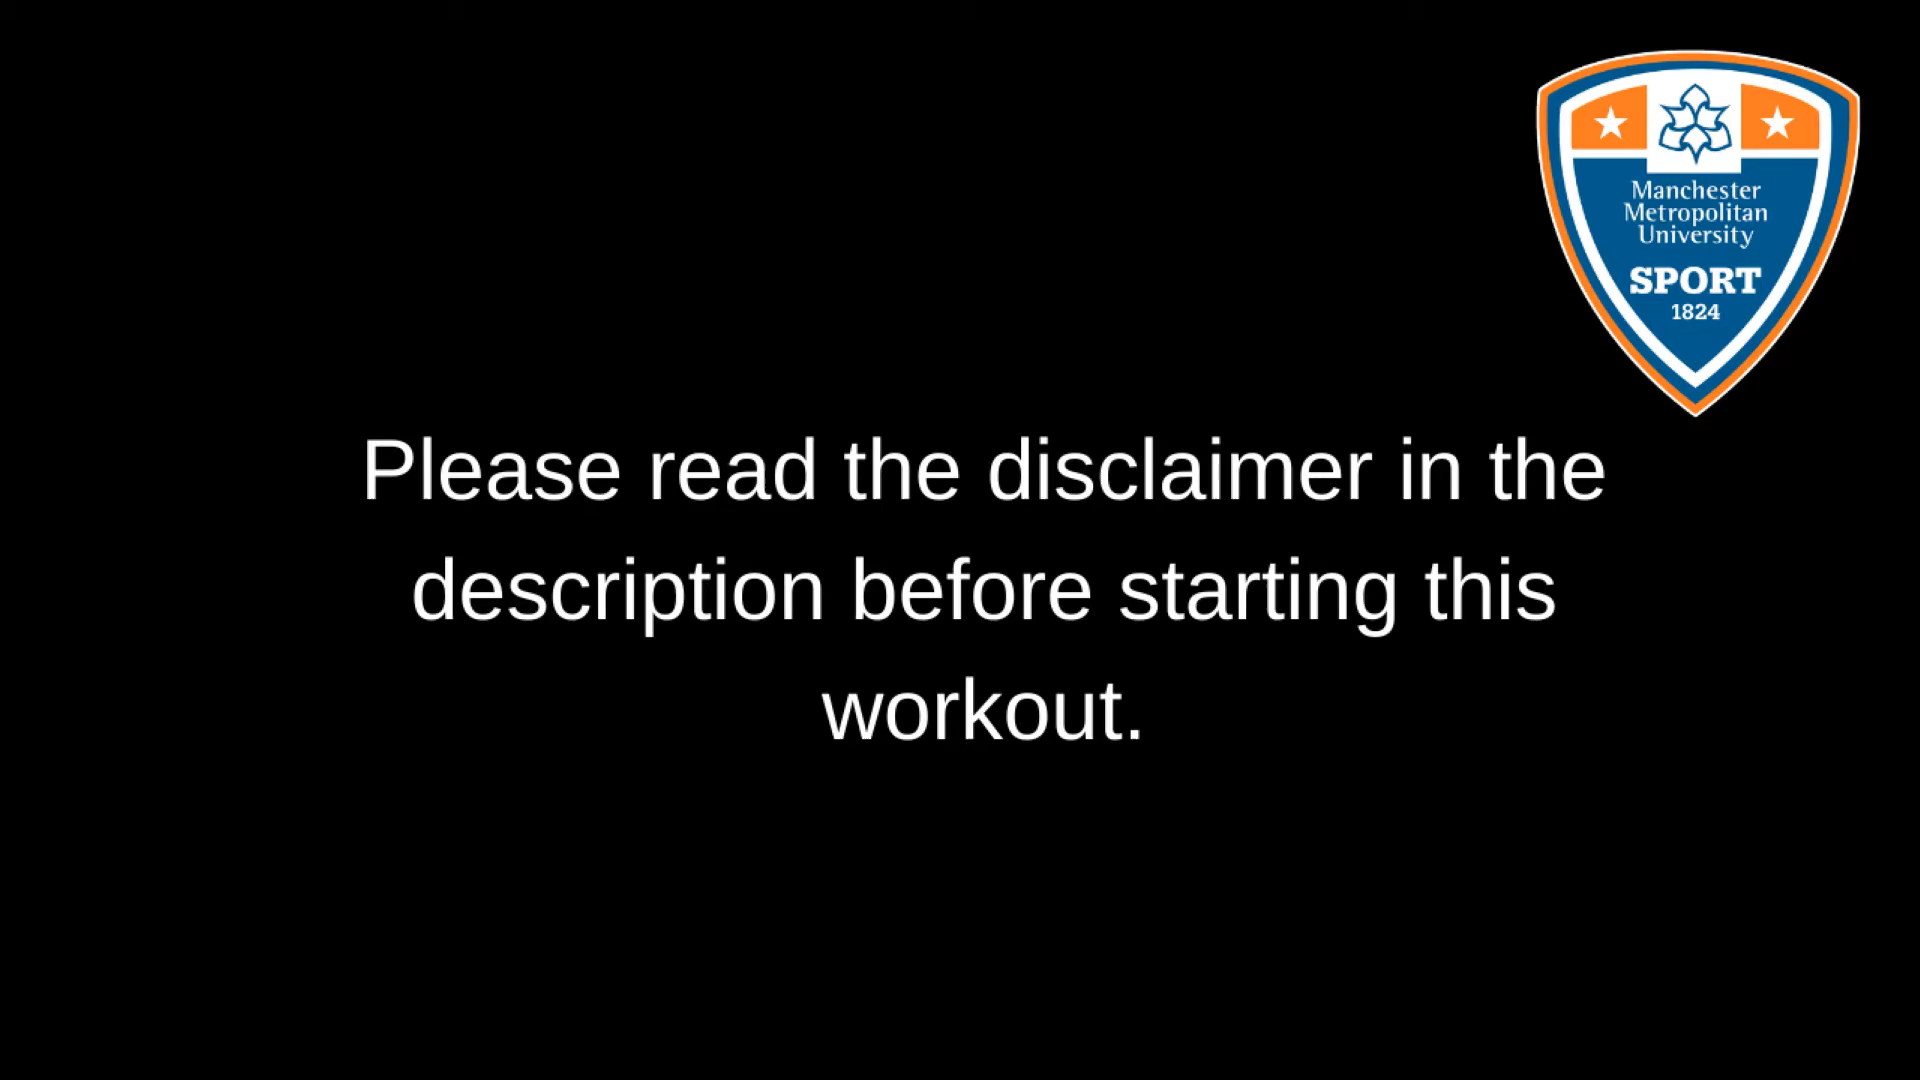 Manchester
Metropolitan
University
SPORT
1824
Please read the disclaimer in the
description before starting this
workout.